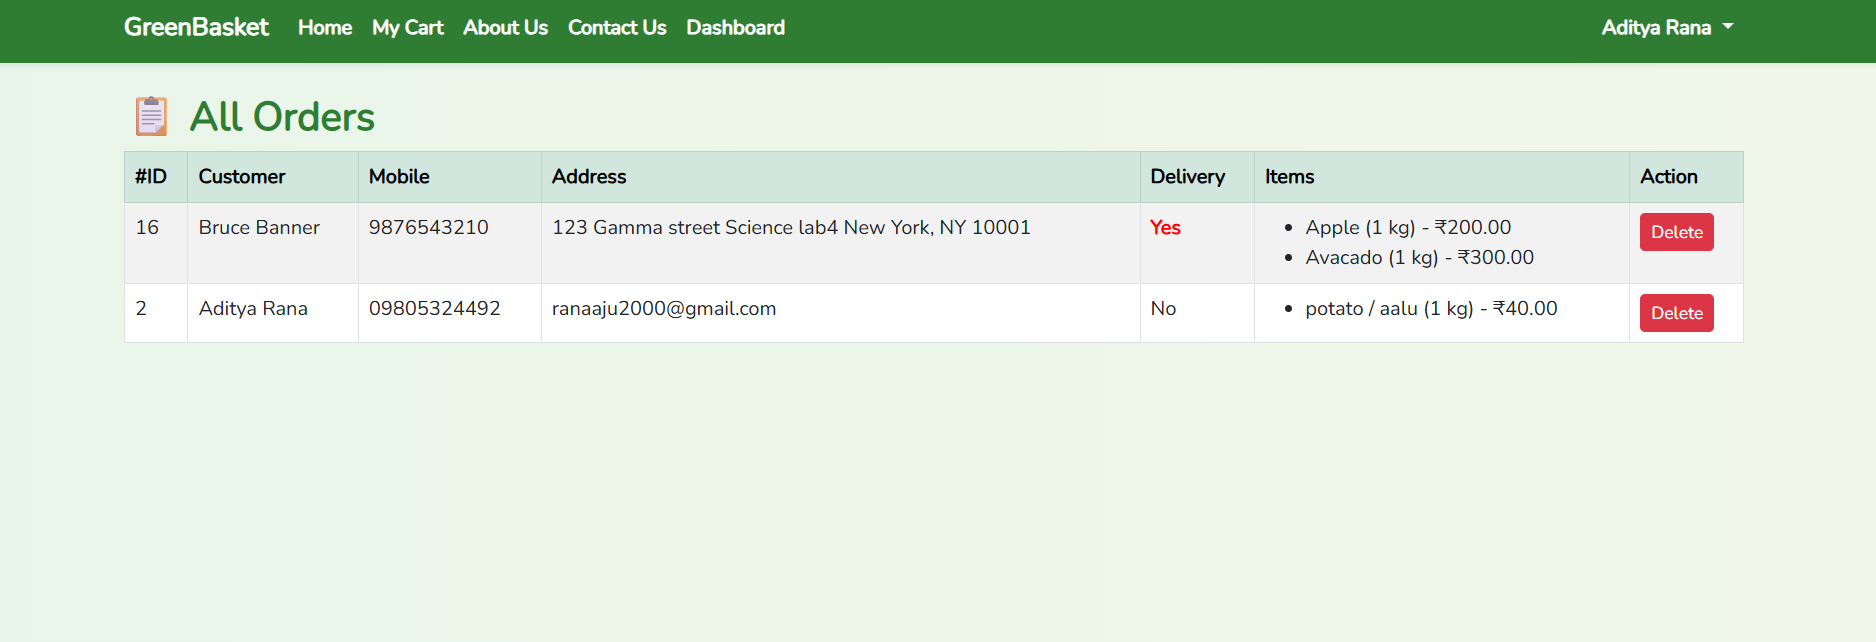 GreenBasket Home My Cart About Us Contact Us Dashboard Aditya Rana
All Orders
#ID Customer Mobile Address Delivery Items Action
16 Bruce Banner 9876543210 123 Gamma street Science lab4 New York, NY 10001 Yes • Apple (1 kg) - ₹200.00 Delete
• Avacado (1 kg) - ₹300.00
2 Aditya Rana 09805324492 ranaaju2000@gmail.com No • potato / aalu (1 kg) - ₹40.00 Delete